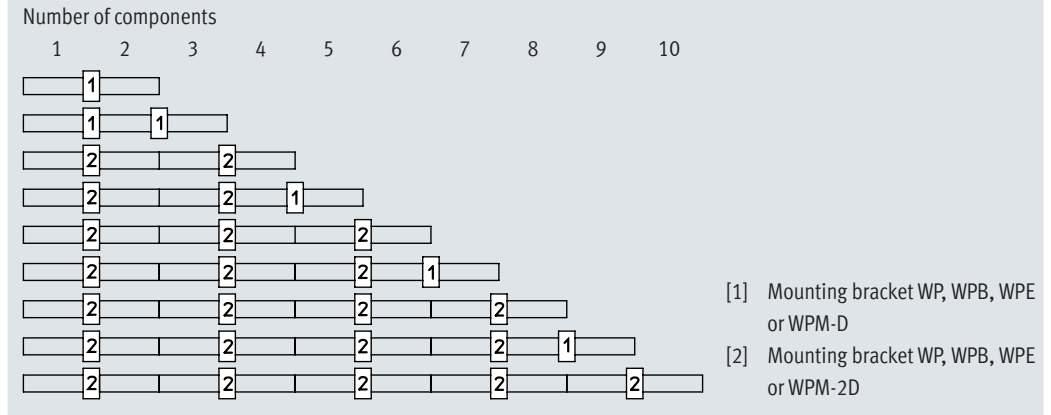 Number of components
1 2 3 4 5 6 7 8 9 10
1
1 1
2 2
2 2 1
2 2 2
2 2 2 1
2 2 2 2
2 2 2 2 1
2 2 2 2 2
[1] Mounting bracket WP, WPB, WPE
or WPM-D
[2] Mounting bracket WP, WPB, WPE
or WPM-2D